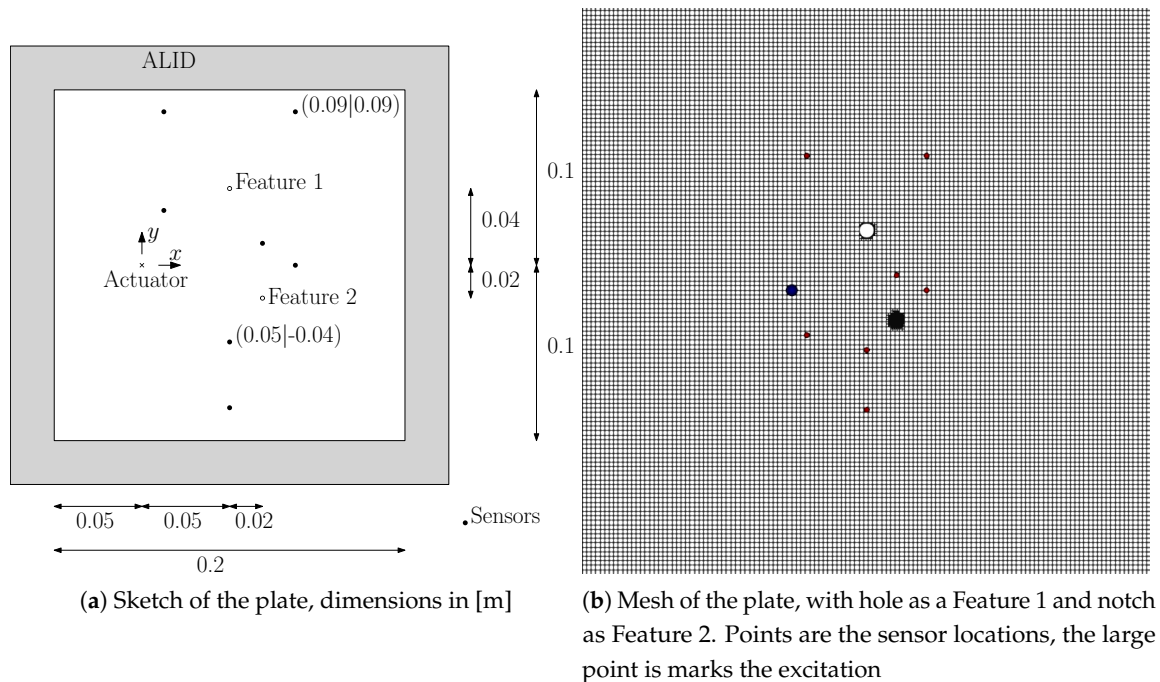 ALID
(0.09|0.09)
Feature 1
0.1
0.04
y
x
Actuator
0.02
Feature 2
(0.05|-0.04)
0.1
0.05
0.05
0.02
Sensors
0.2
(a) Sketch of the plate, dimensions in [m]
(b) Mesh of the plate, with hole as a Feature 1 and notch
as Feature 2. Points are the sensor locations, the large
point is marks the excitation